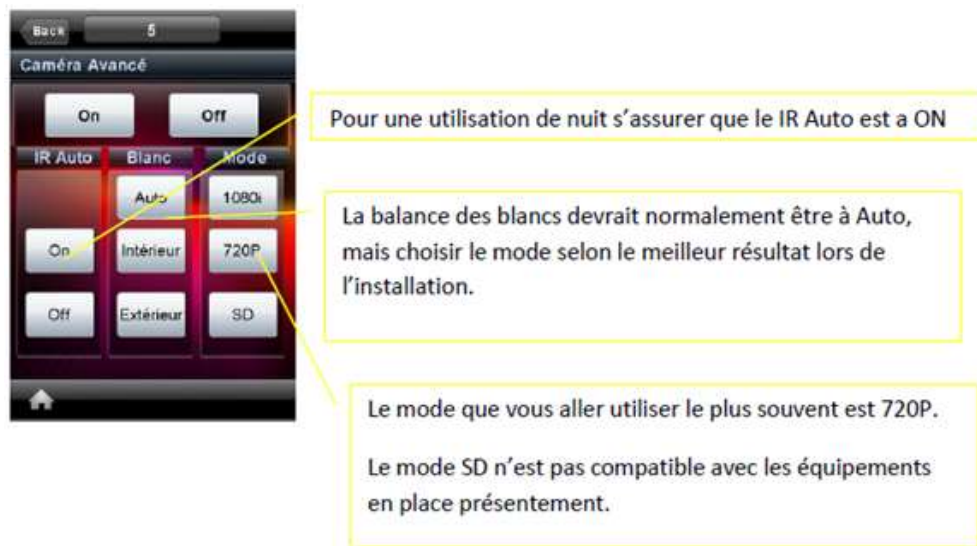 Back 5
Caméra Avancé
On Off
IR Auto Blanc Mode
Auto 1080i
On Intérieur 720P
Off Extérieur SD
Pour une utilisation de nuit s'assurer que le IR Auto est a ON
La balance des blancs devrait normalement être à Auto,
mais choisir le mode selon le meilleur résultat lors de
l'installation.
Le mode que vous aller utiliser le plus souvent est 720P.
Le mode SD n'est pas compatible avec les équipements
en place présentement.